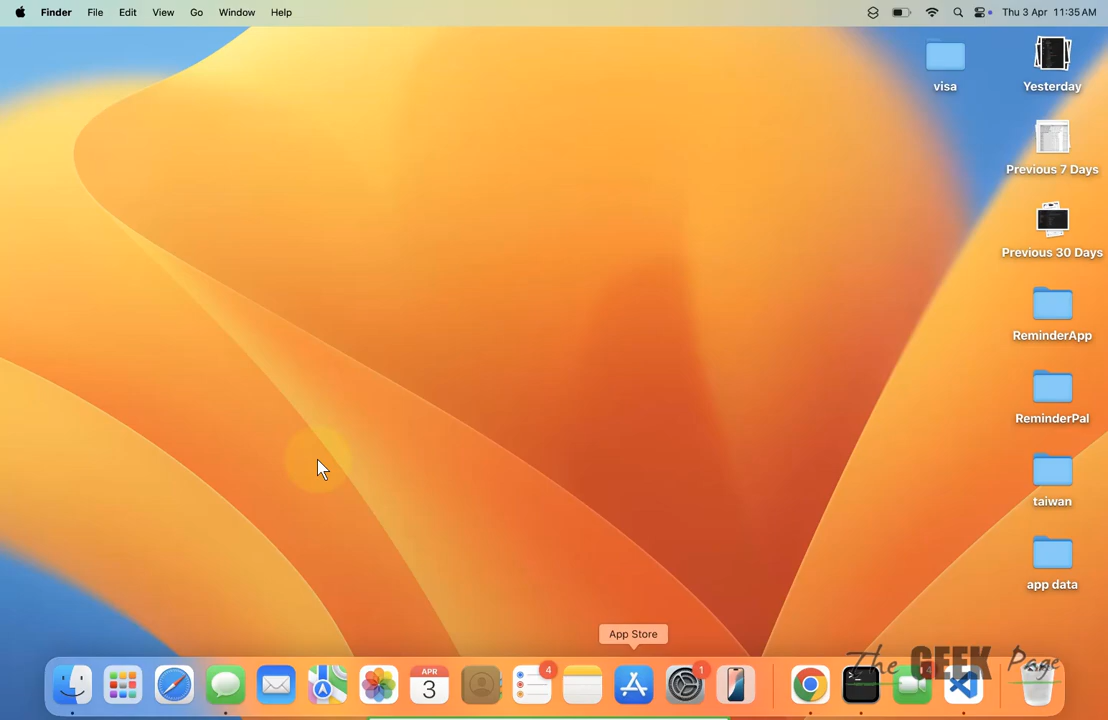 Finder File Edit View Go Window Help Thu 3 Apr 11:35 AM
visa
Yesterday
Previous 7 Days
Previous 30 Days
ReminderApp
ReminderPal
taiwan
app data
App Store
The GEEK Page
APR
3
4
1
>_